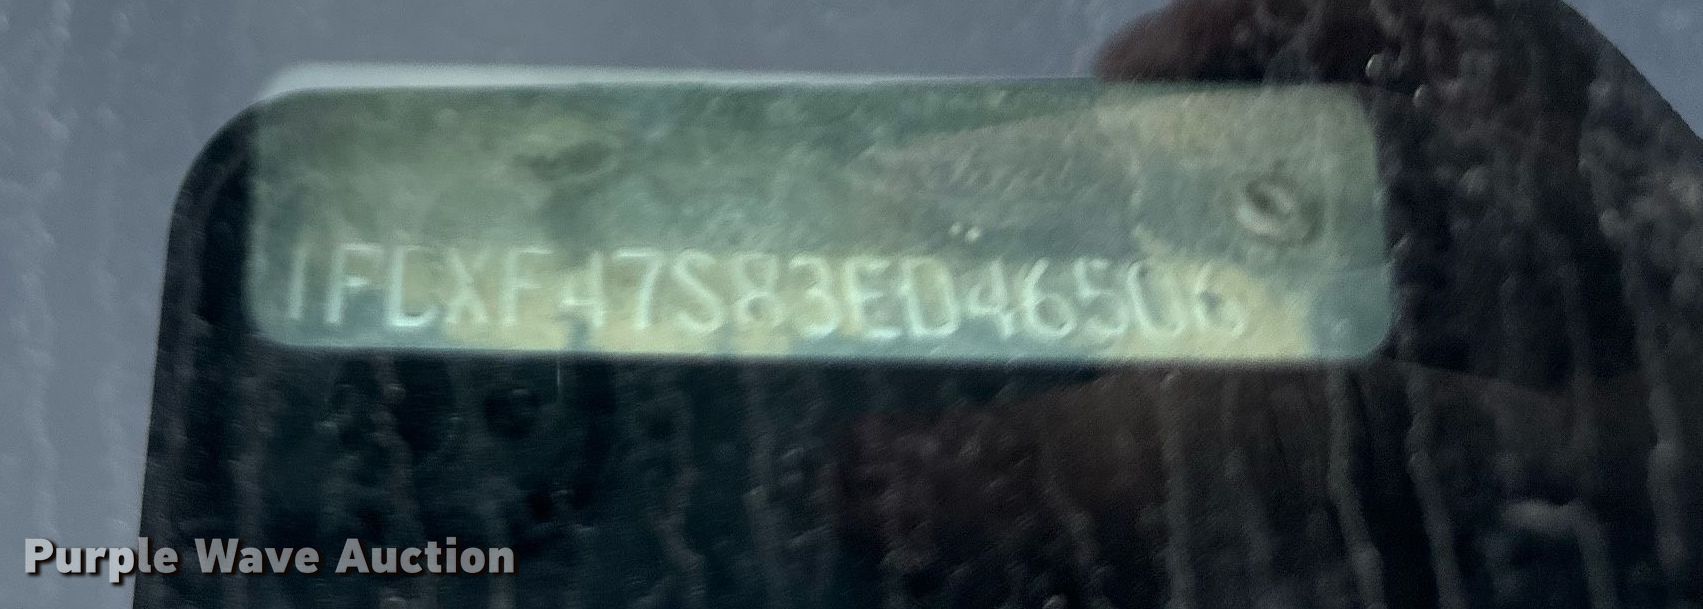 1FDXF47S83ED46506
Purple Wave Auction